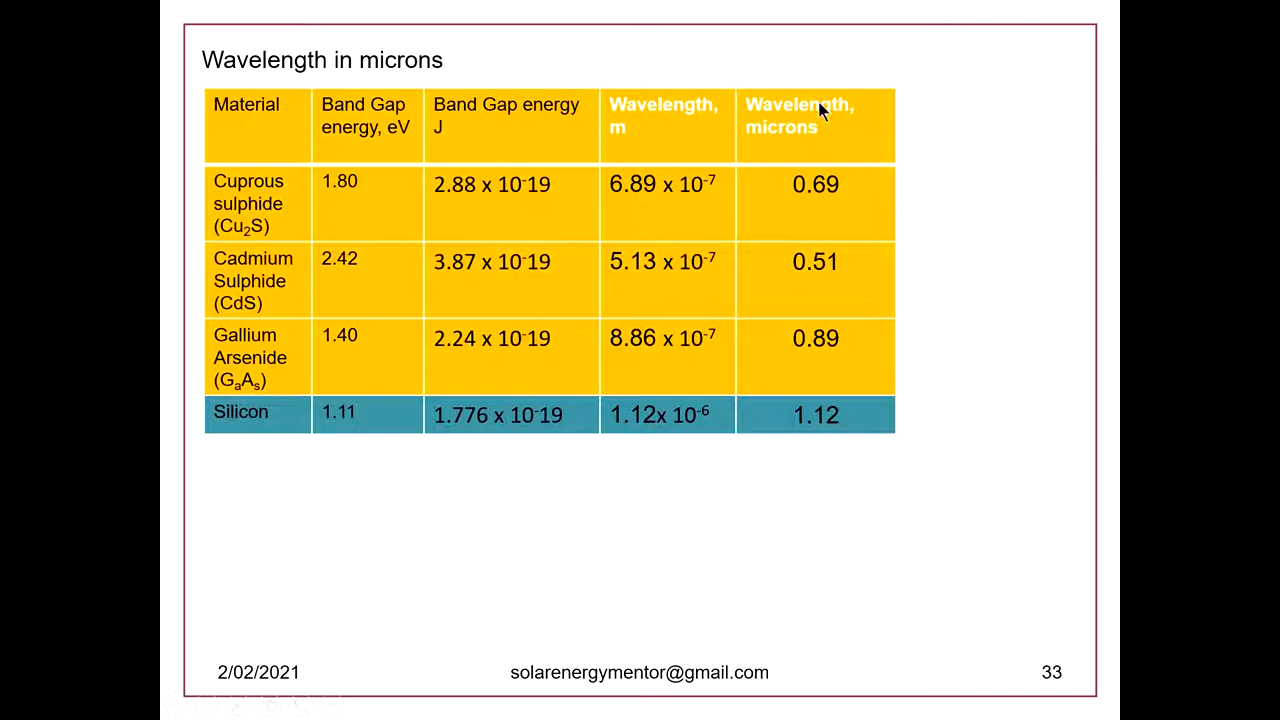 Wavelength in microns
Material
Band Gap
energy, eV
Band Gap energy
J
Wavelength,
m
Wavelength,
microns
Cuprous
sulphide
(Cu₂S)
1.80
2.88 x 10⁻19
6.89 x 10⁻⁷
0.69
Cadmium
Sulphide
(CdS)
2.42
3.87 x 10⁻19
5.13 x 10⁻⁷
0.51
Gallium
Arsenide
(GₐAₛ)
1.40
2.24 x 10⁻19
8.86 x 10⁻⁷
0.89
Silicon
1.11
1.776 x 10⁻19
1.12x 10⁻⁶
1.12
2/02/2021
solarenergymentor@gmail.com
33